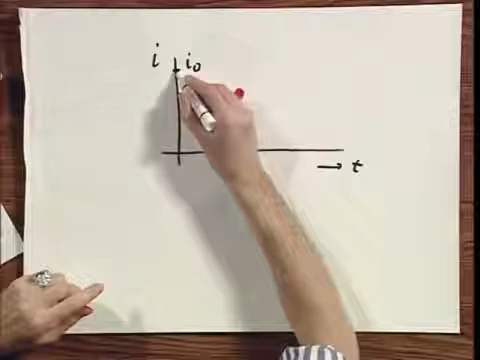 i i₀
→ t